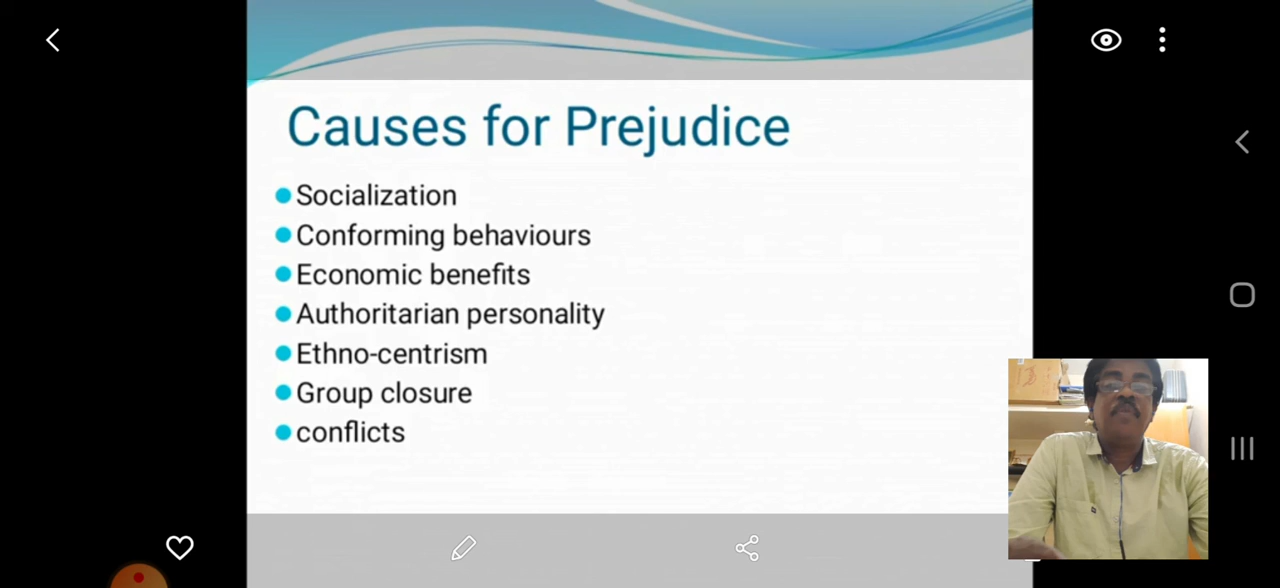 Causes for Prejudice
Socialization
Conforming behaviours
Economic benefits
Authoritarian personality
Ethno-centrism
Group closure
conflicts